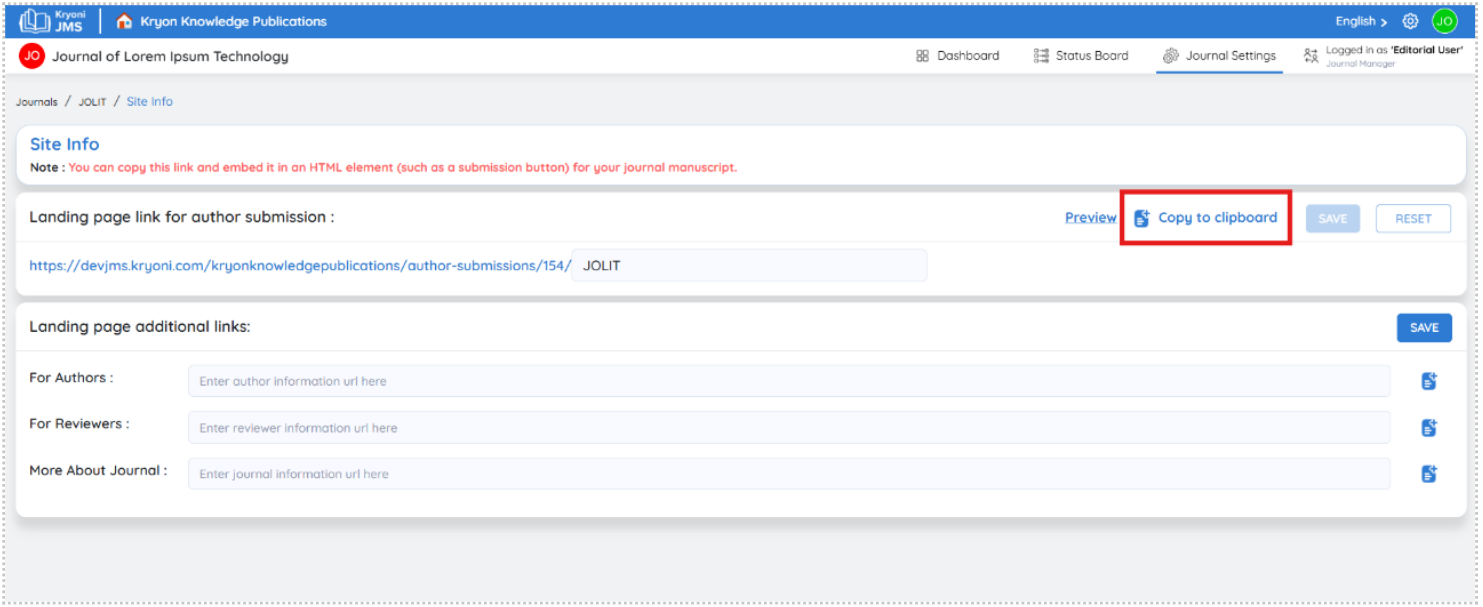 Kryoni
JMS
Kryon Knowledge Publications
English >
JO
JO
Journal of Lorem Ipsum Technology
Dashboard
Status Board
Journal Settings
Logged in as 'Editorial User'
Journal Manager
Journals / JOLIT / Site Info
Site Info
Note : You can copy this link and embed it in an HTML element (such as a submission button) for your journal manuscript.
Landing page link for author submission :
Preview
Copy to clipboard
SAVE
RESET
https://devjms.kryoni.com/kryonknowledgepublications/author-submissions/154/ JOLIT
Landing page additional links:
SAVE
For Authors :
Enter author information url here
For Reviewers :
Enter reviewer information url here
More About Journal :
Enter journal information url here